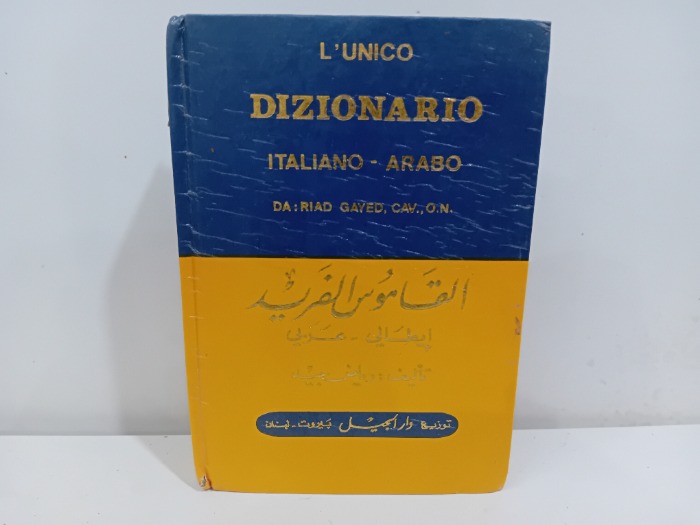 L'UNICO
DIZIONARIO
ITALIANO - ARABO
DA: RIAD GAYED, CAV., O.N.
القاموس الفريد
إيطالي - عربي
تأليف: رياض جيد
توزيع دار الجيل بيروت - لبنان